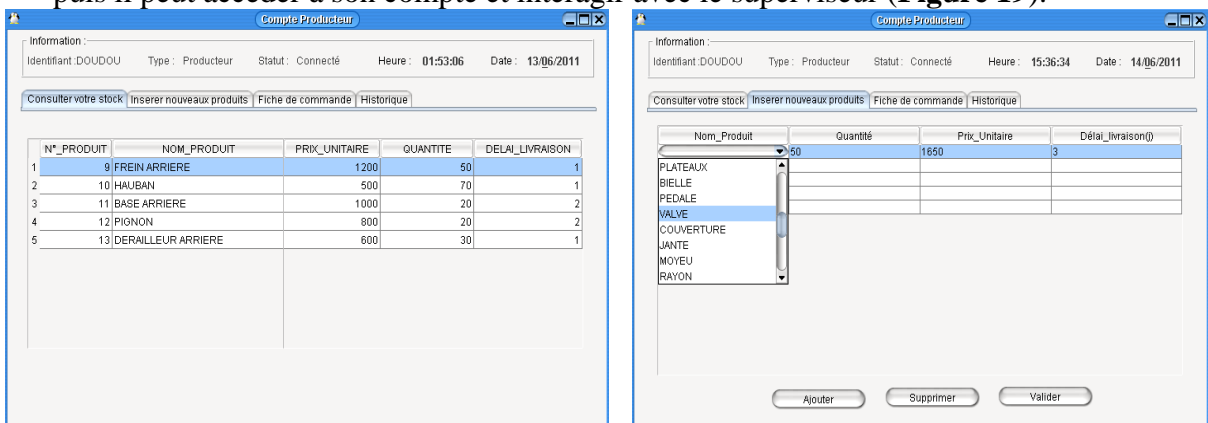 puis il peut accéder à son compte et interagir avec le superviseur (Figure 19).
Compte Producteur
Information :
Identifiant :DOUDOU Type : Producteur Statut : Connecté Heure : 01:53:06 Date : 13/06/2011
Consulter votre stock Inserer nouveaux produits Fiche de commande Historique
N°_PRODUIT NOM_PRODUIT PRIX_UNITAIRE QUANTITE DELAI_LIVRAISON
1 9 FREIN ARRIERE 1200 50 1
2 10 HAUBAN 500 70 1
3 11 BASE ARRIERE 1000 20 2
4 12 PIGNON 800 20 2
5 13 DERAILLEUR ARRIERE 600 30 1
Compte Producteur
Information :
Identifiant :DOUDOU Type : Producteur Statut : Connecté Heure : 15:36:34 Date : 14/06/2011
Consulter votre stock Inserer nouveaux produits Fiche de commande Historique
Nom_Produit Quantité Prix_Unitaire Délai_livraison(j)
50 1650 3
PLATEAUX
BIELLE
PEDALE
VALVE
COUVERTURE
JANTE
MOYEU
RAYON
Ajouter Supprimer Valider